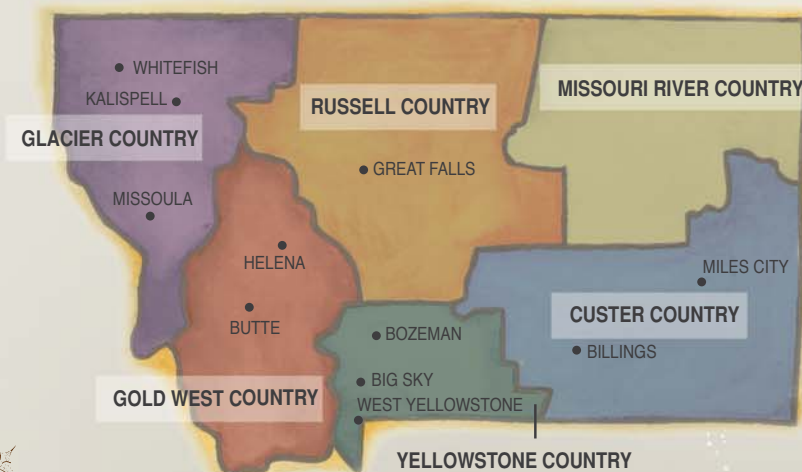 WHITEFISH
KALISPELL
GLACIER COUNTRY
MISSOULA
RUSSELL COUNTRY
GREAT FALLS
MISSOURI RIVER COUNTRY
HELENA
BUTTE
GOLD WEST COUNTRY
BOZEMAN
BIG SKY
WEST YELLOWSTONE
YELLOWSTONE COUNTRY
MILES CITY
CUSTER COUNTRY
BILLINGS